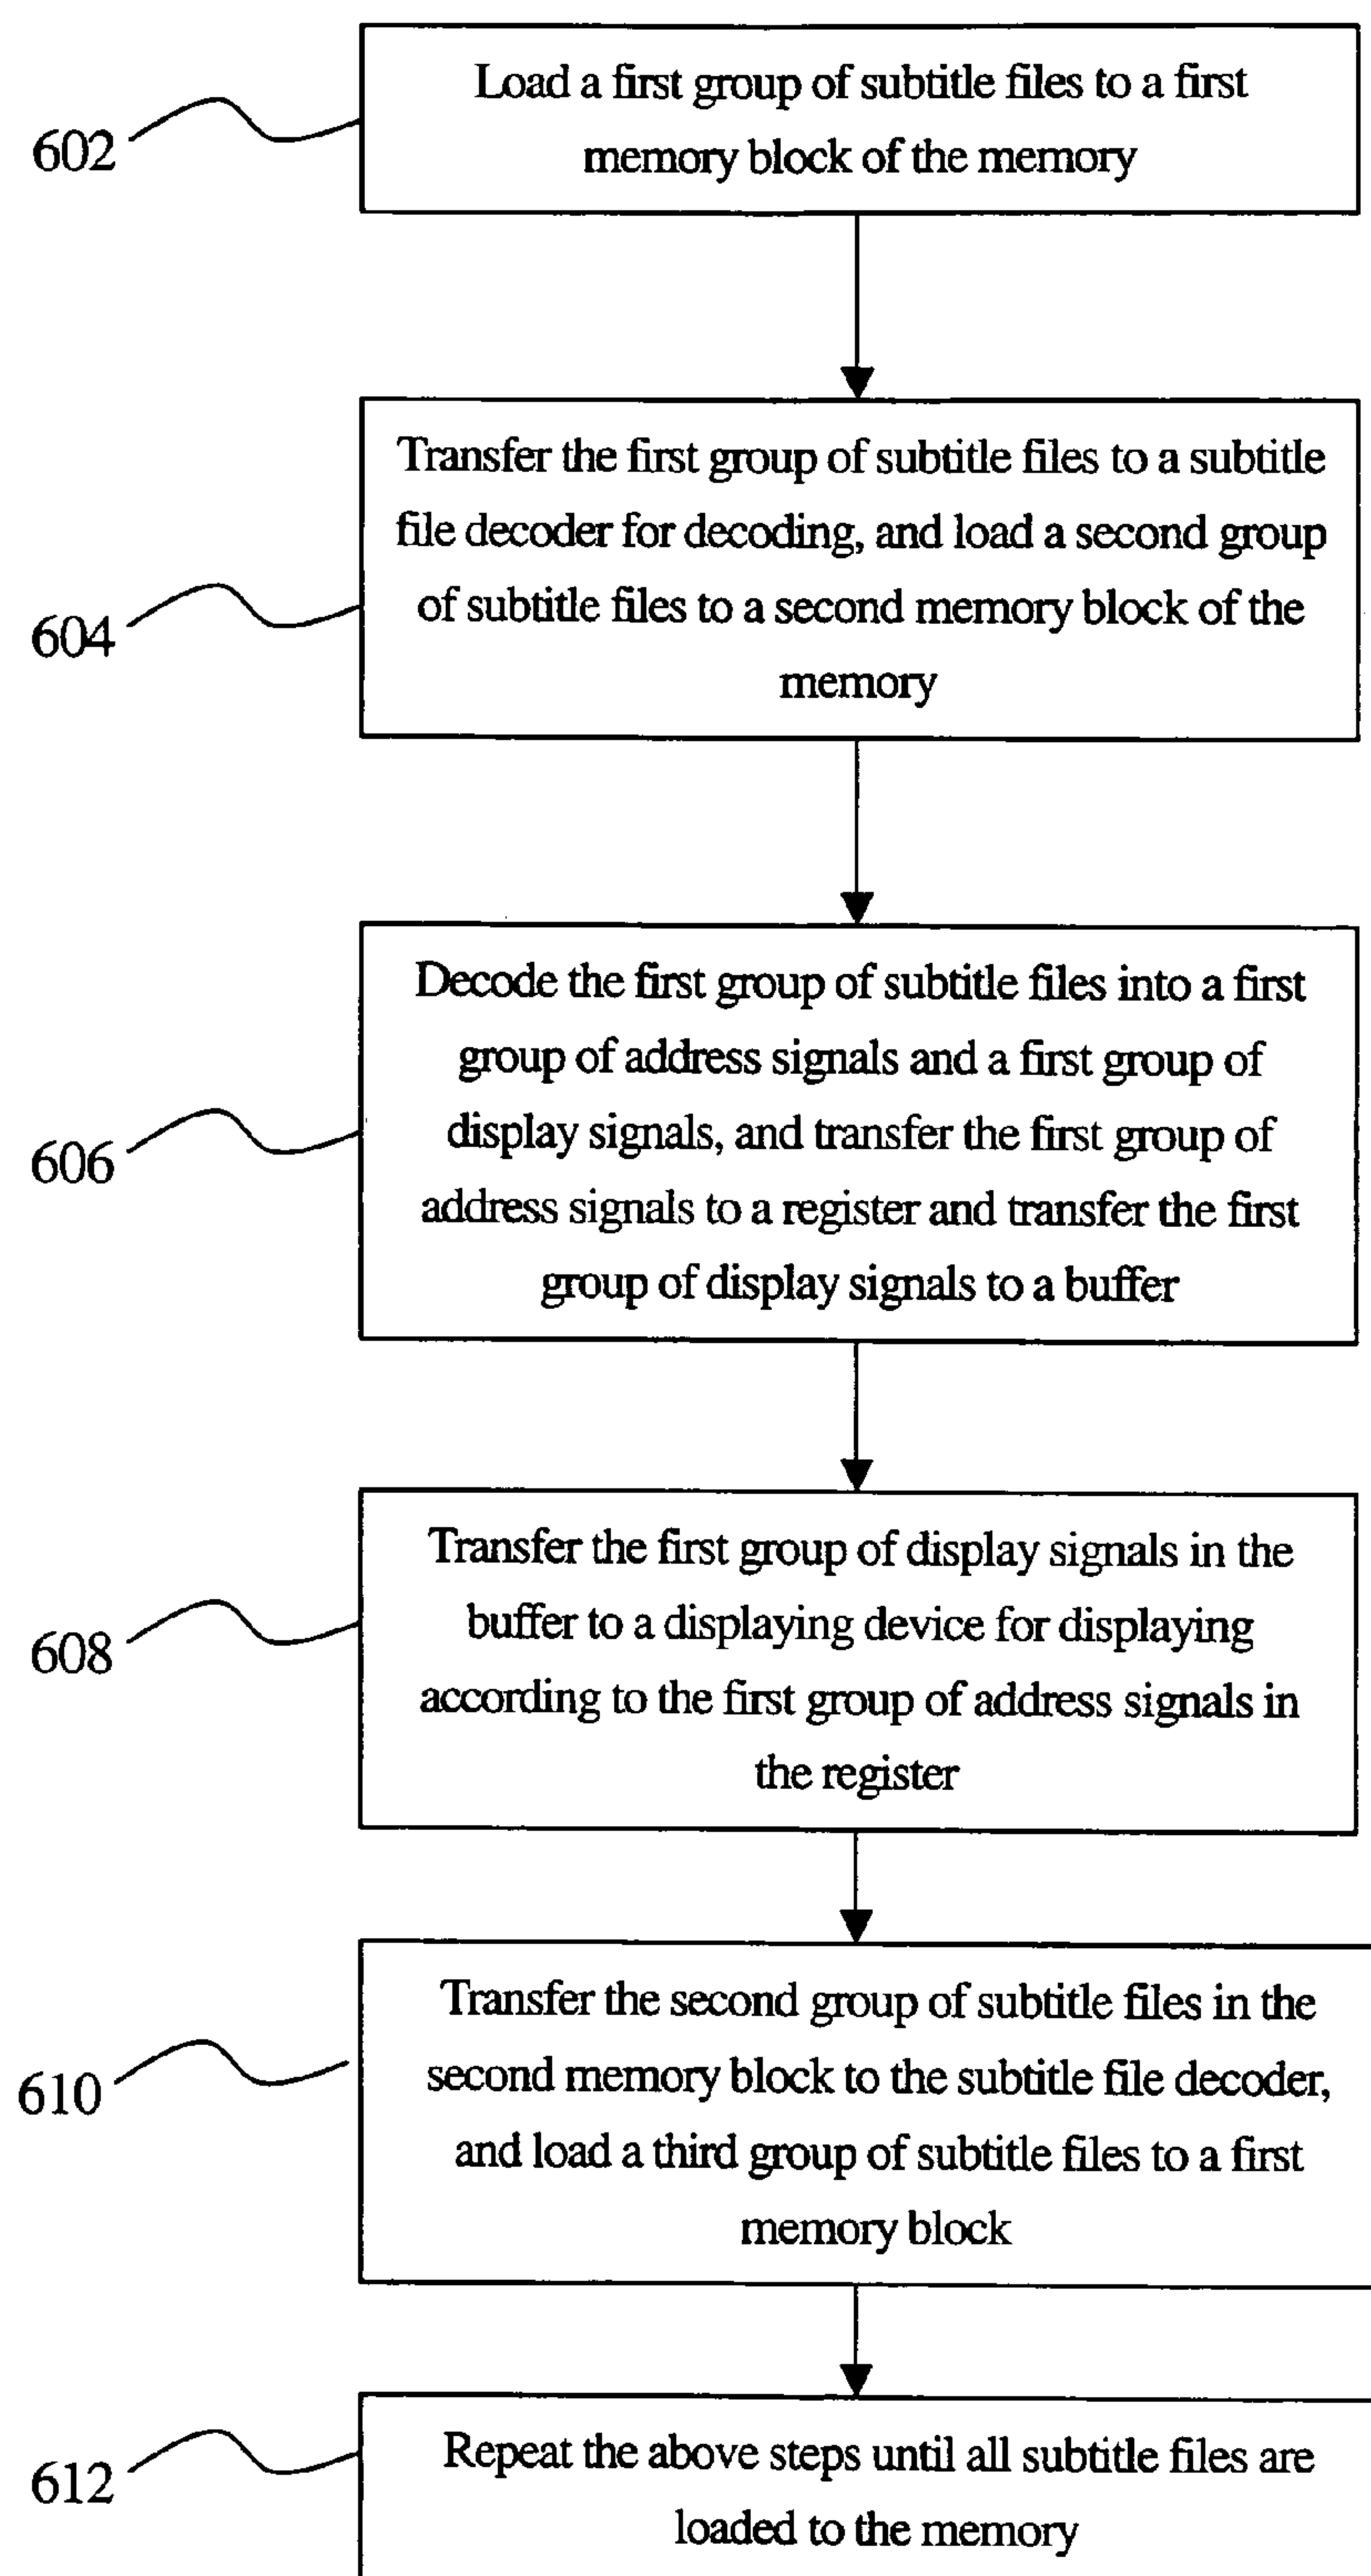 Load a first group of subtitle files to a first
memory block of the memory
602
Transfer the first group of subtitle files to a subtitle
file decoder for decoding, and load a second group
of subtitle files to a second memory block of the
memory
604
Decode the first group of subtitle files into a first
group of address signals and a first group of
display signals, and transfer the first group of
address signals to a register and transfer the first
group of display signals to a buffer
606
Transfer the first group of display signals in the
buffer to a displaying device for displaying
according to the first group of address signals in
the register
608
Transfer the second group of subtitle files in the
second memory block to the subtitle file decoder,
and load a third group of subtitle files to a first
memory block
610
Repeat the above steps until all subtitle files are
loaded to the memory
612